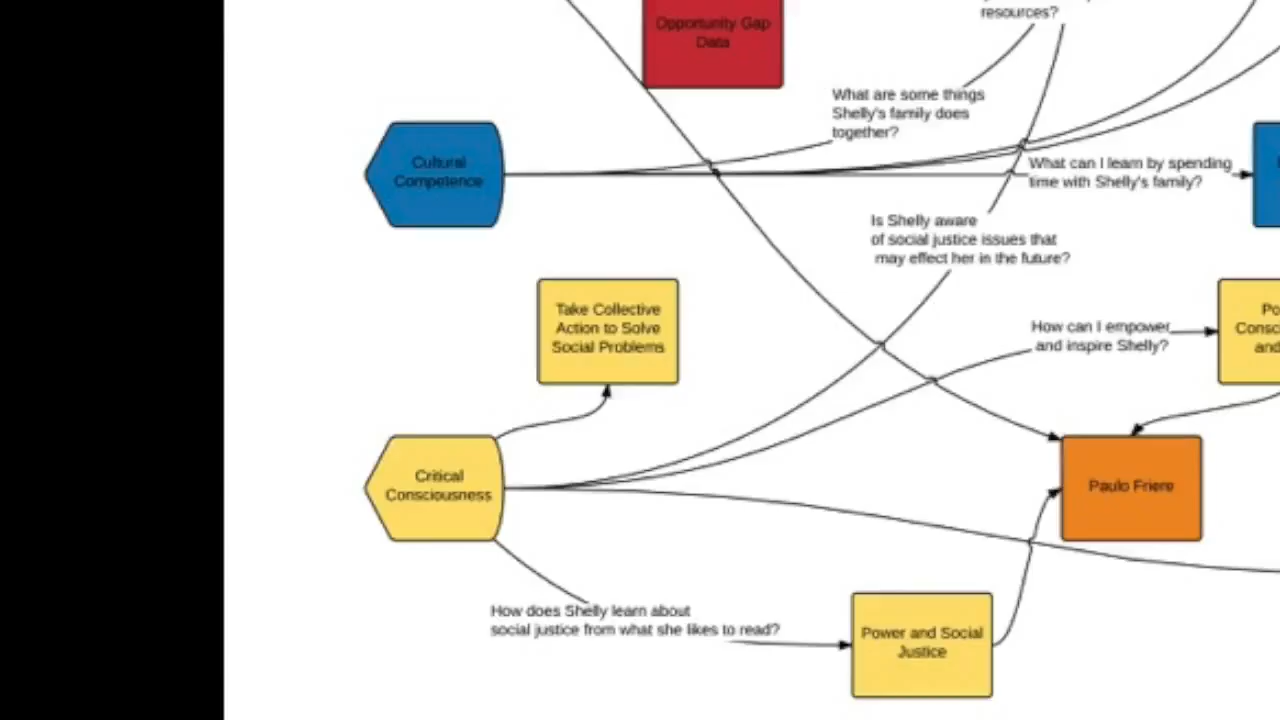 resources?
Opportunity Gap
Data
What are some things
Shelly's family does
together?
Cultural
Competence
What can I learn by spending
time with Shelly's family?
Is Shelly aware
of social justice issues that
may effect her in the future?
Take Collective
Action to Solve
Social Problems
How can I empower
and inspire Shelly?
Critical
Consciousness
Paulo Friere
How does Shelly learn about
social justice from what she likes to read?
Power and Social
Justice